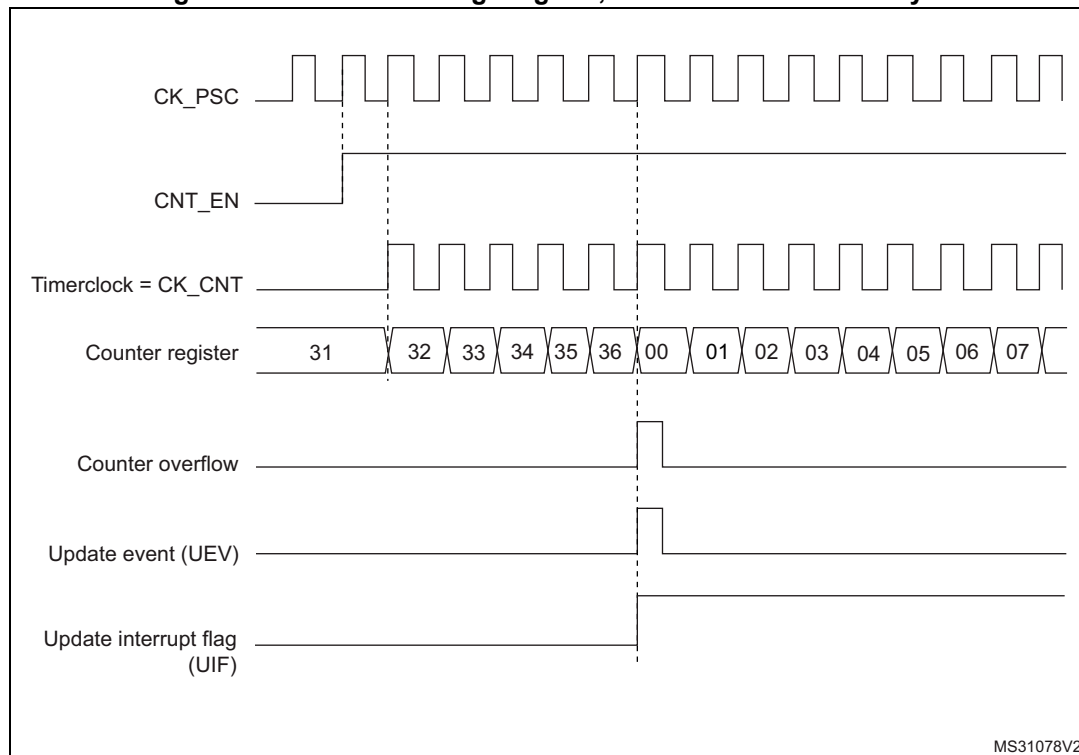 CK_PSC
CNT_EN
Timerclock = CK_CNT
Counter register 31 32 33 34 35 36 00 01 02 03 04 05 06 07
Counter overflow
Update event (UEV)
Update interrupt flag
(UIF)
MS31078V2